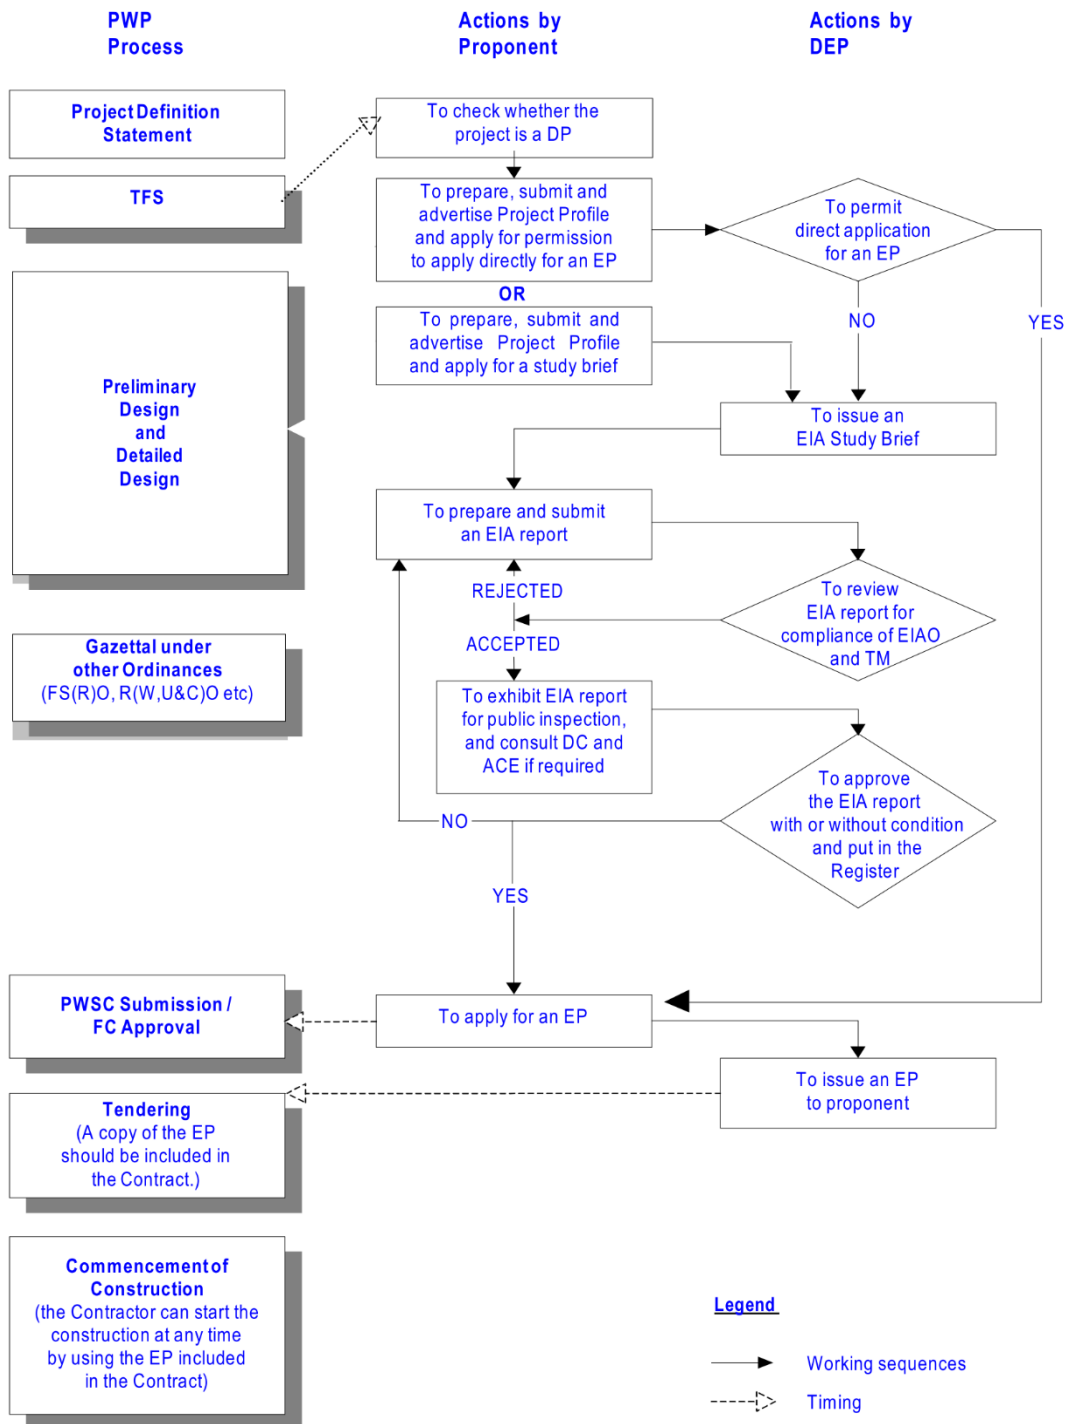 PWP
Process
Actions by
Proponent
Actions by
DEP
Project Definition
Statement
TFS
Preliminary
Design
and
Detailed
Design
Gazettal under
other Ordinances
(FS(R)O, R(W,U&C)O etc)
PWSC Submission /
FC Approval
Tendering
(A copy of the EP
should be included in
the Contract.)
Commencement of
Construction
(the Contractor can start the
construction at any time
by using the EP included
in the Contract)
To check whether the
project is a DP
To prepare, submit and
advertise Project Profile
and apply for permission
to apply directly for an EP
OR
To prepare, submit and
advertise Project Profile
and apply for a study brief
To permit
direct application
for an EP
NO
YES
To issue an
EIA Study Brief
To prepare and submit
an EIA report
REJECTED
ACCEPTED
To review
EIA report for
compliance of EIAO
and TM
To exhibit EIA report
for public inspection,
and consult DC and
ACE if required
To approve
the EIA report
with or without condition
and put in the
Register
NO
YES
To apply for an EP
To issue an EP
to proponent
Legend
Working sequences
Timing